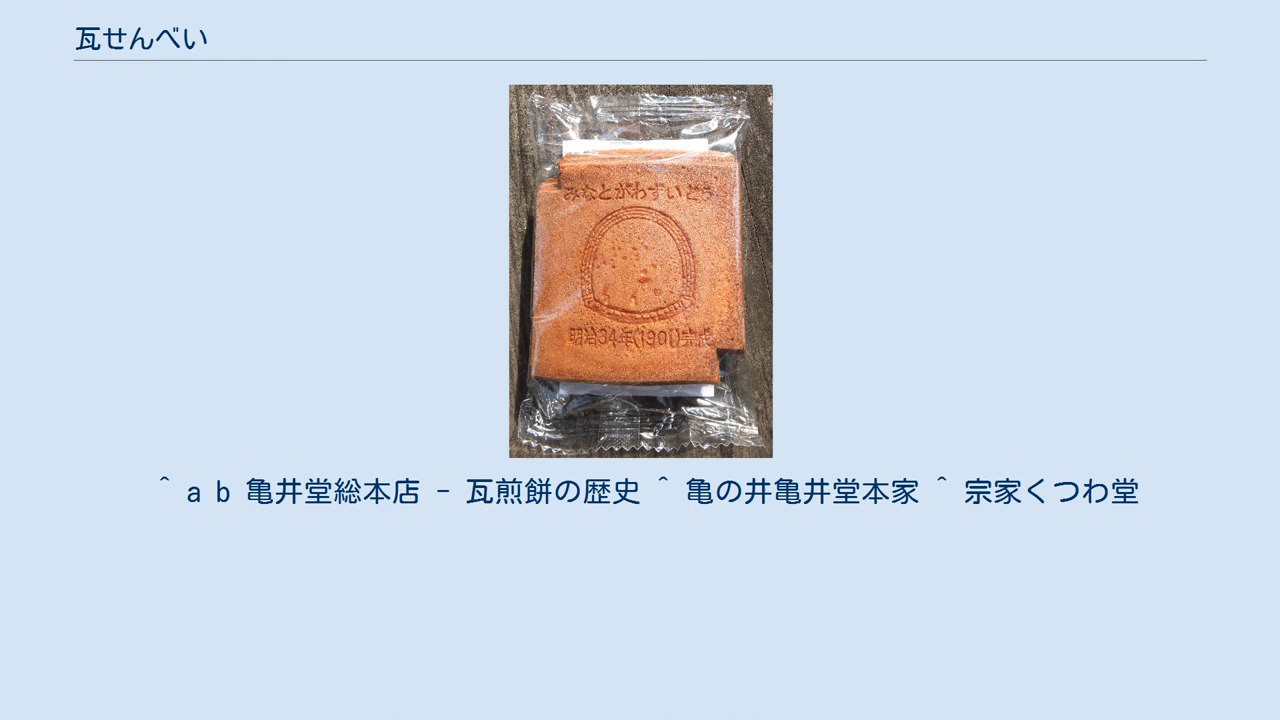 瓦せんべい
みなとがわずいどう
明治34年(1901)完成
^ a b 亀井堂総本店 - 瓦煎餅の歴史 ^ 亀の井亀井堂本家 ^ 宗家くつわ堂